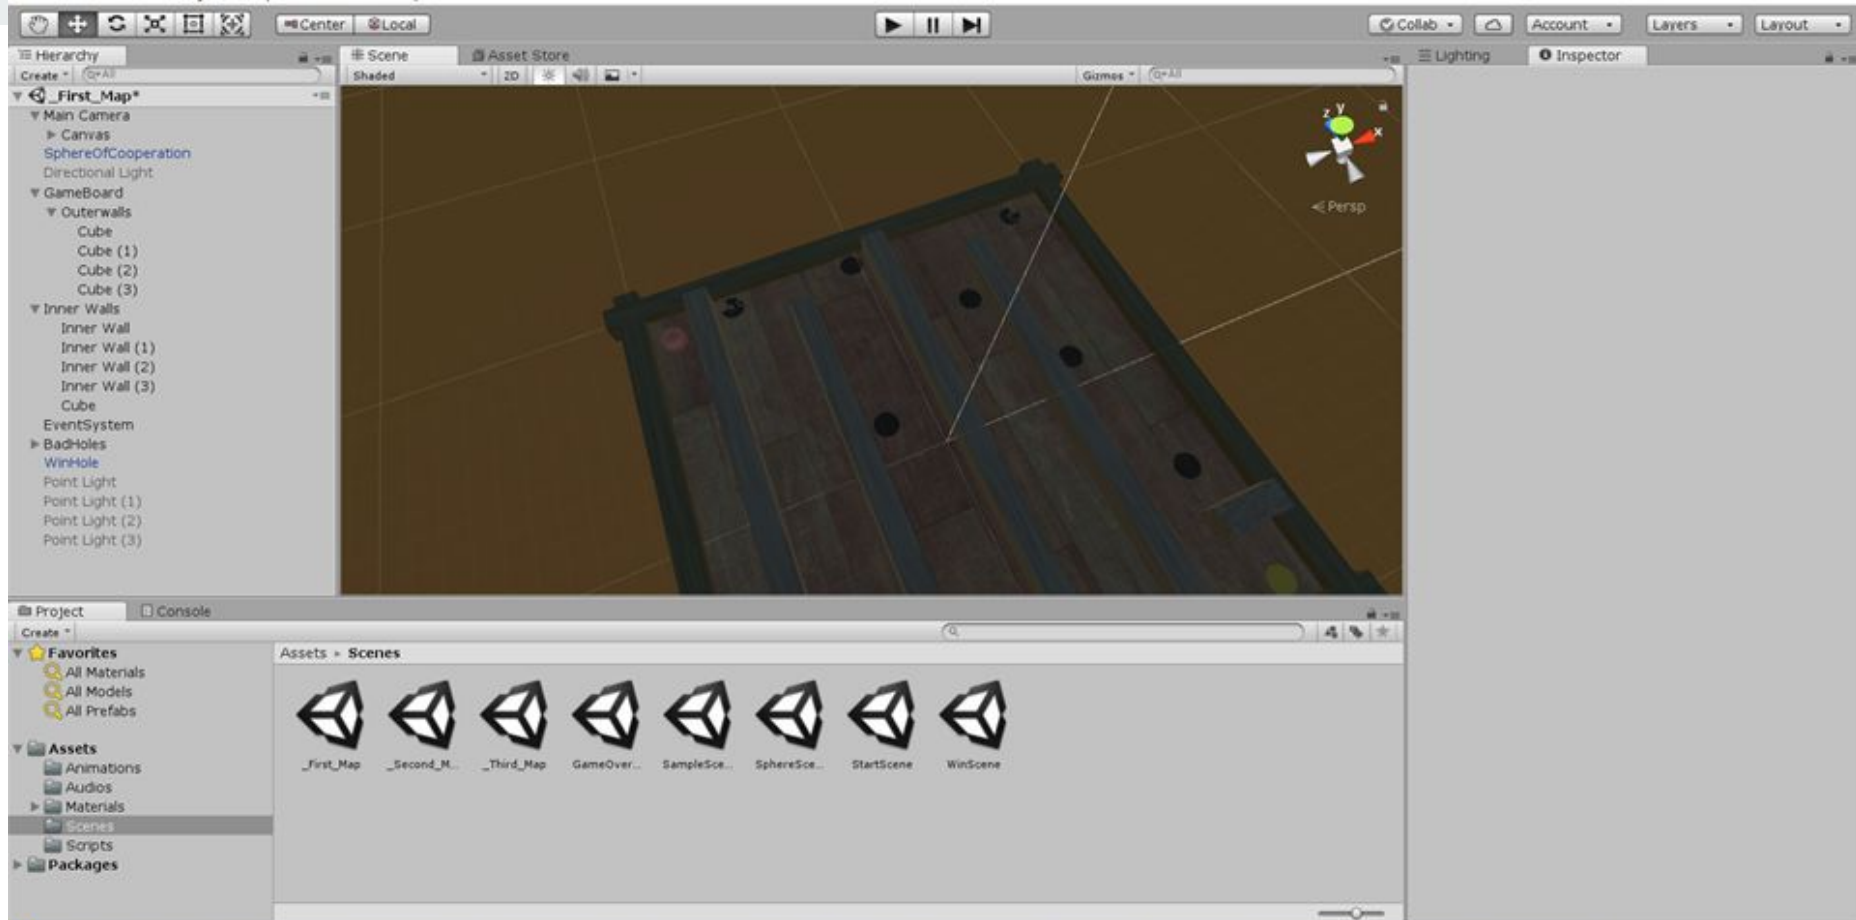 Center Local Collab Account Layers Layout
Hierarchy
Create All
_First_Map*
Main Camera
Canvas
SphereOfCooperation
Directional Light
GameBoard
Outerwalls
Cube
Cube (1)
Cube (2)
Cube (3)
Inner Walls
Inner Wall
Inner Wall (1)
Inner Wall (2)
Inner Wall (3)
Cube
EventSystem
BadHoles
WinHole
Point Light
Point Light (1)
Point Light (2)
Point Light (3)
Scene Asset Store
Shaded 2D Gizmos All
z y x
Persp
Lighting Inspector
Project Console
Create
Favorites
All Materials
All Models
All Prefabs
Assets
Animations
Audios
Materials
Scenes
Scripts
Packages
Assets Scenes
_First_Map _Second_M... _Third_Map GameOver... SampleSce... SphereSce... StartScene WinScene